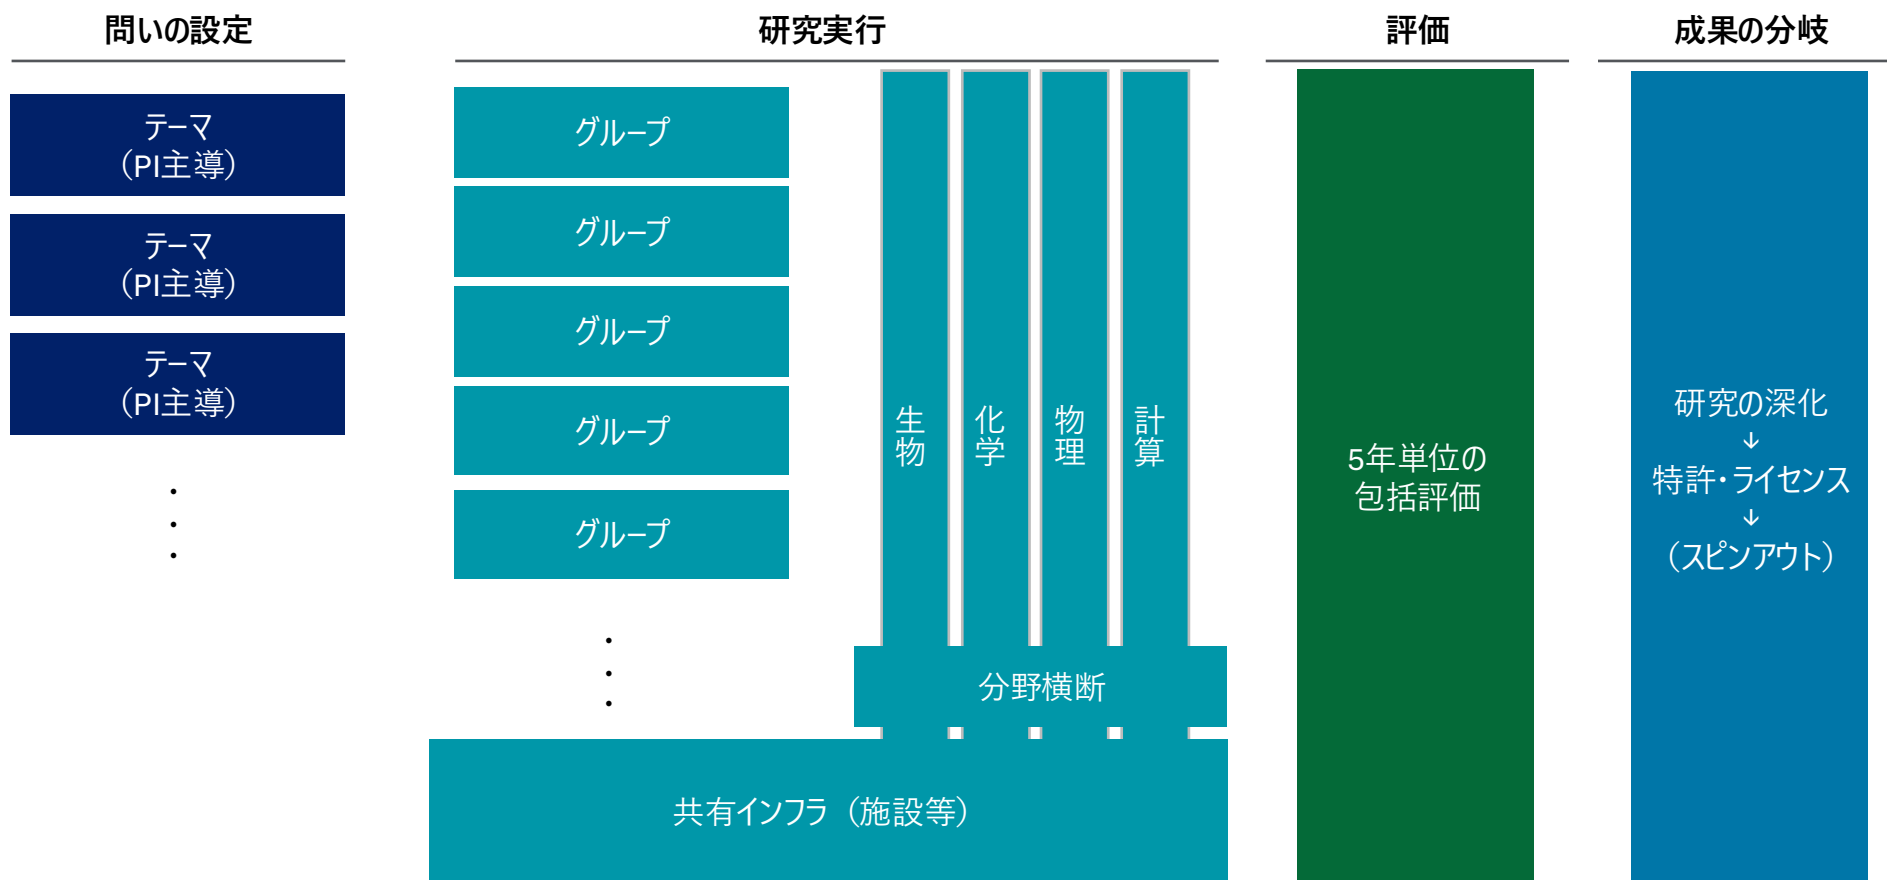 問いの設定
研究実行
評価
成果の分岐
テーマ
（PI主導）
テーマ
（PI主導）
テーマ
（PI主導）
・
・
・
グループ
グループ
グループ
グループ
グループ
・
・
・
生物
化学
物理
計算
分野横断
共有インフラ（施設等）
5年単位の
包括評価
研究の深化
↓
特許・ライセンス
↓
（スピンアウト）